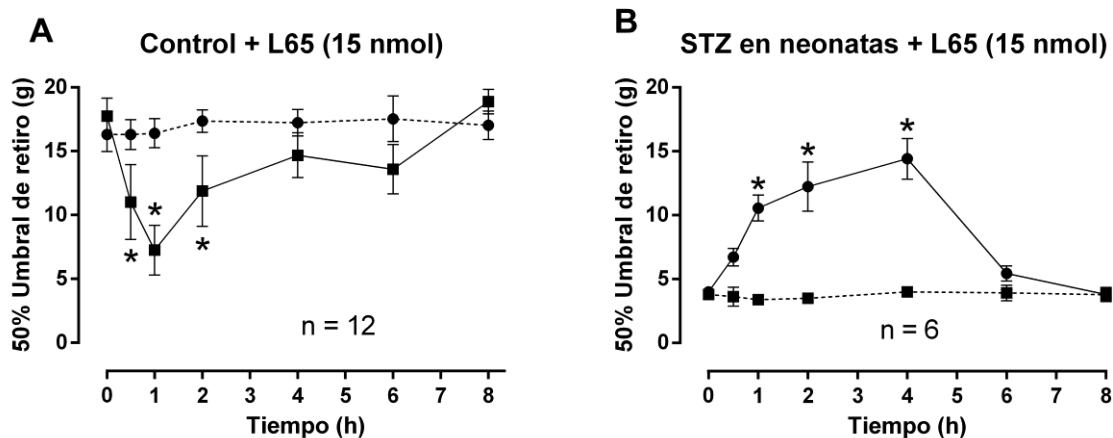 A
Control + L65 (15 nmol)
50% Umbral de retiro (g)
20
15
10
5
0
*
*
*
n = 12
0 1 2 3 4 5 6 7 8
Tiempo (h)
B
STZ en neonatas + L65 (15 nmol)
50% Umbral de retiro (g)
20
15
10
5
0
*
*
*
n = 6
0 1 2 3 4 5 6 7 8
Tiempo (h)